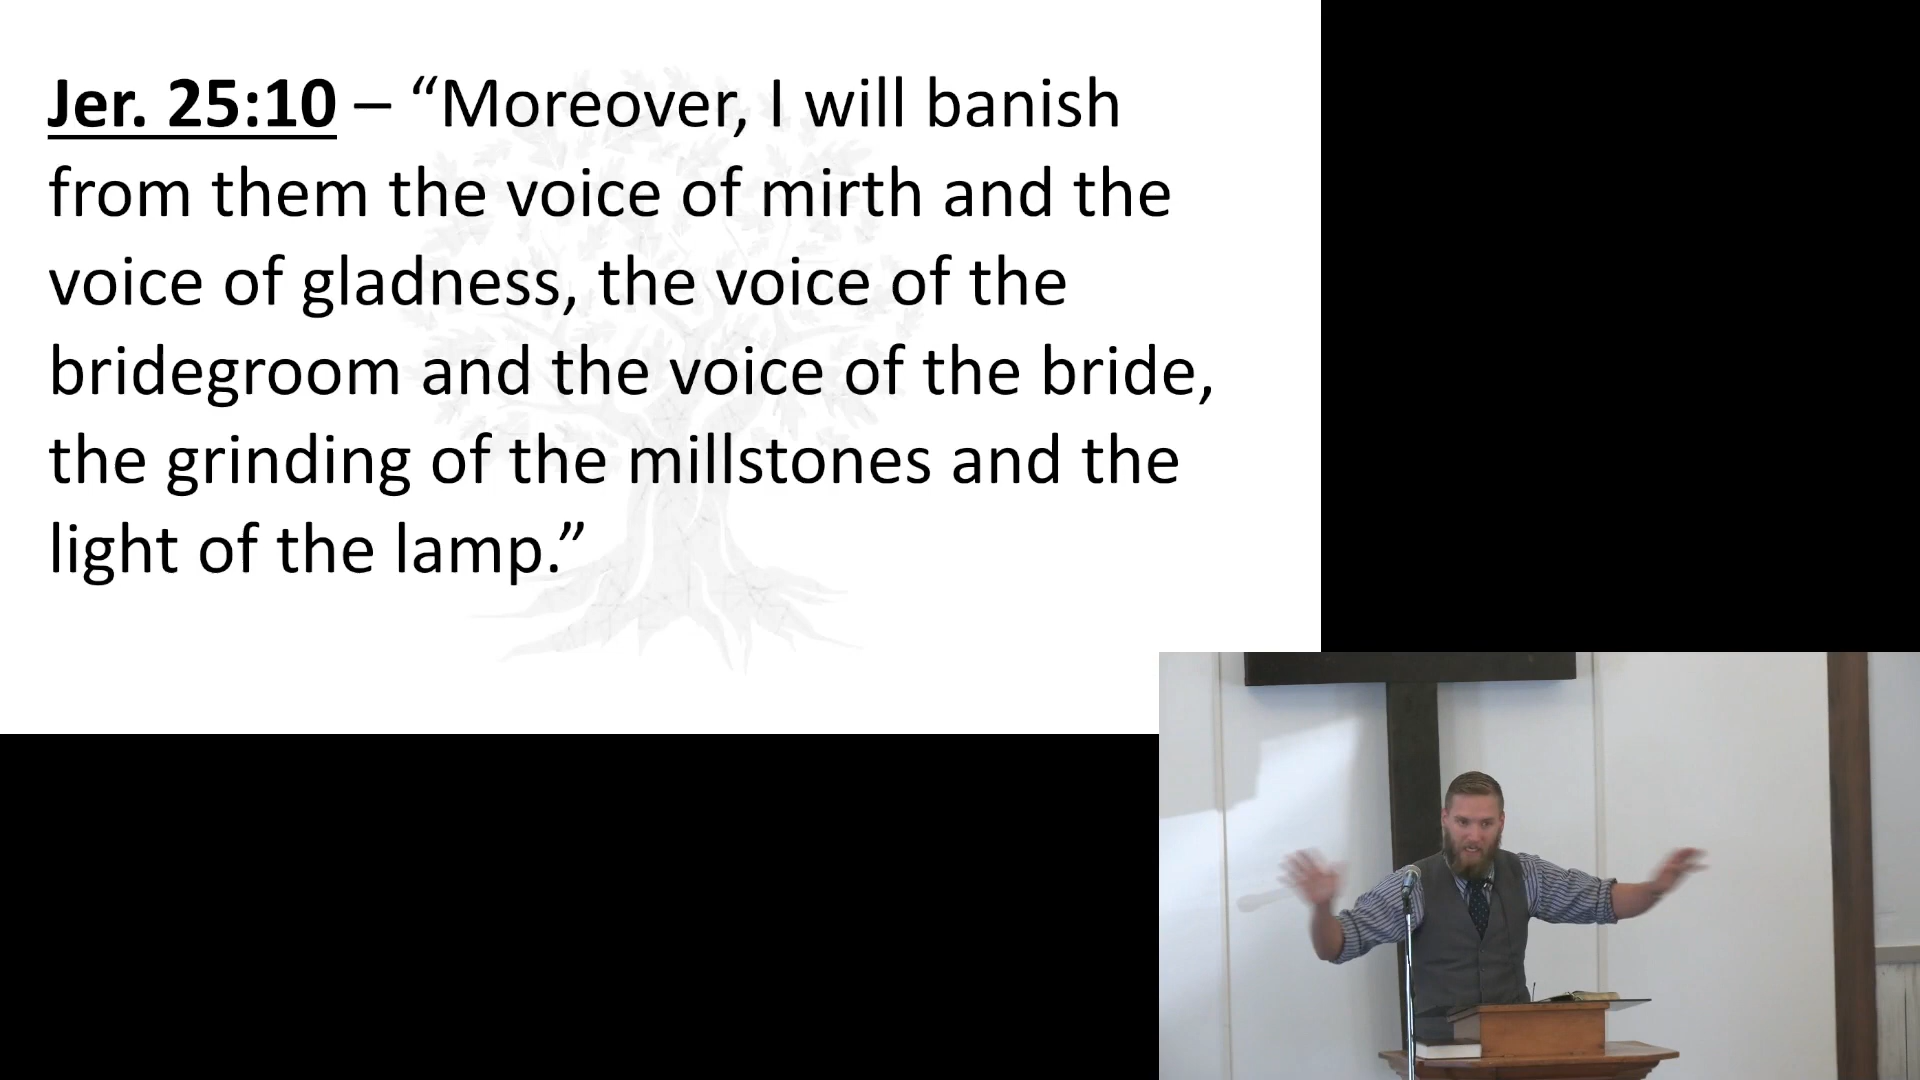 Jer. 25:10 – “Moreover, I will banish
from them the voice of mirth and the
voice of gladness, the voice of the
bridegroom and the voice of the bride,
the grinding of the millstones and the
light of the lamp.”